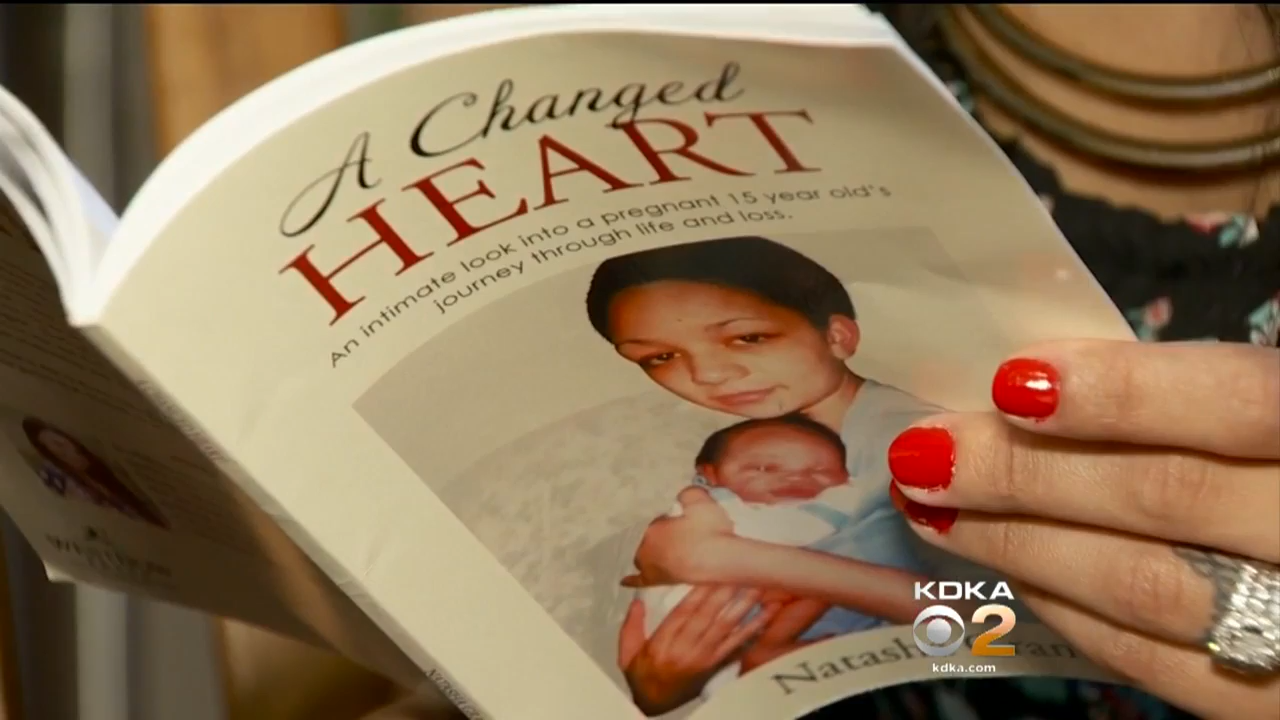 A Changed
HEART
An intimate look into a pregnant 15 year old's
journey through life and loss.
KDKA
2
kdka.com